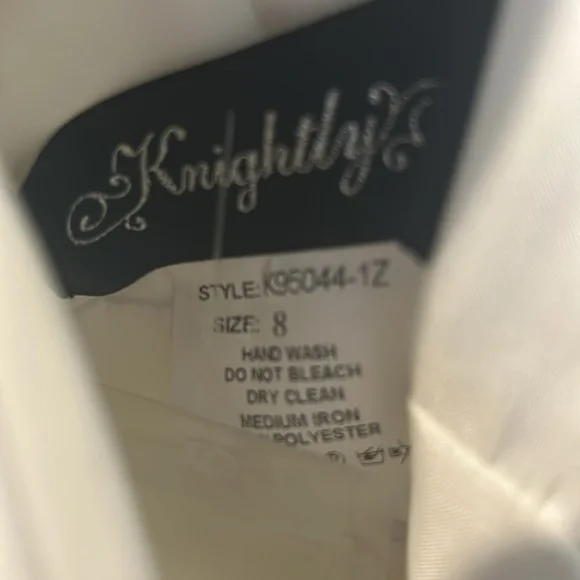 Knightly
STYLE: K95044-1Z
SIZE: 8
HAND WASH
DO NOT BLEACH
DRY CLEAN
MEDIUM IRON
POLYESTER